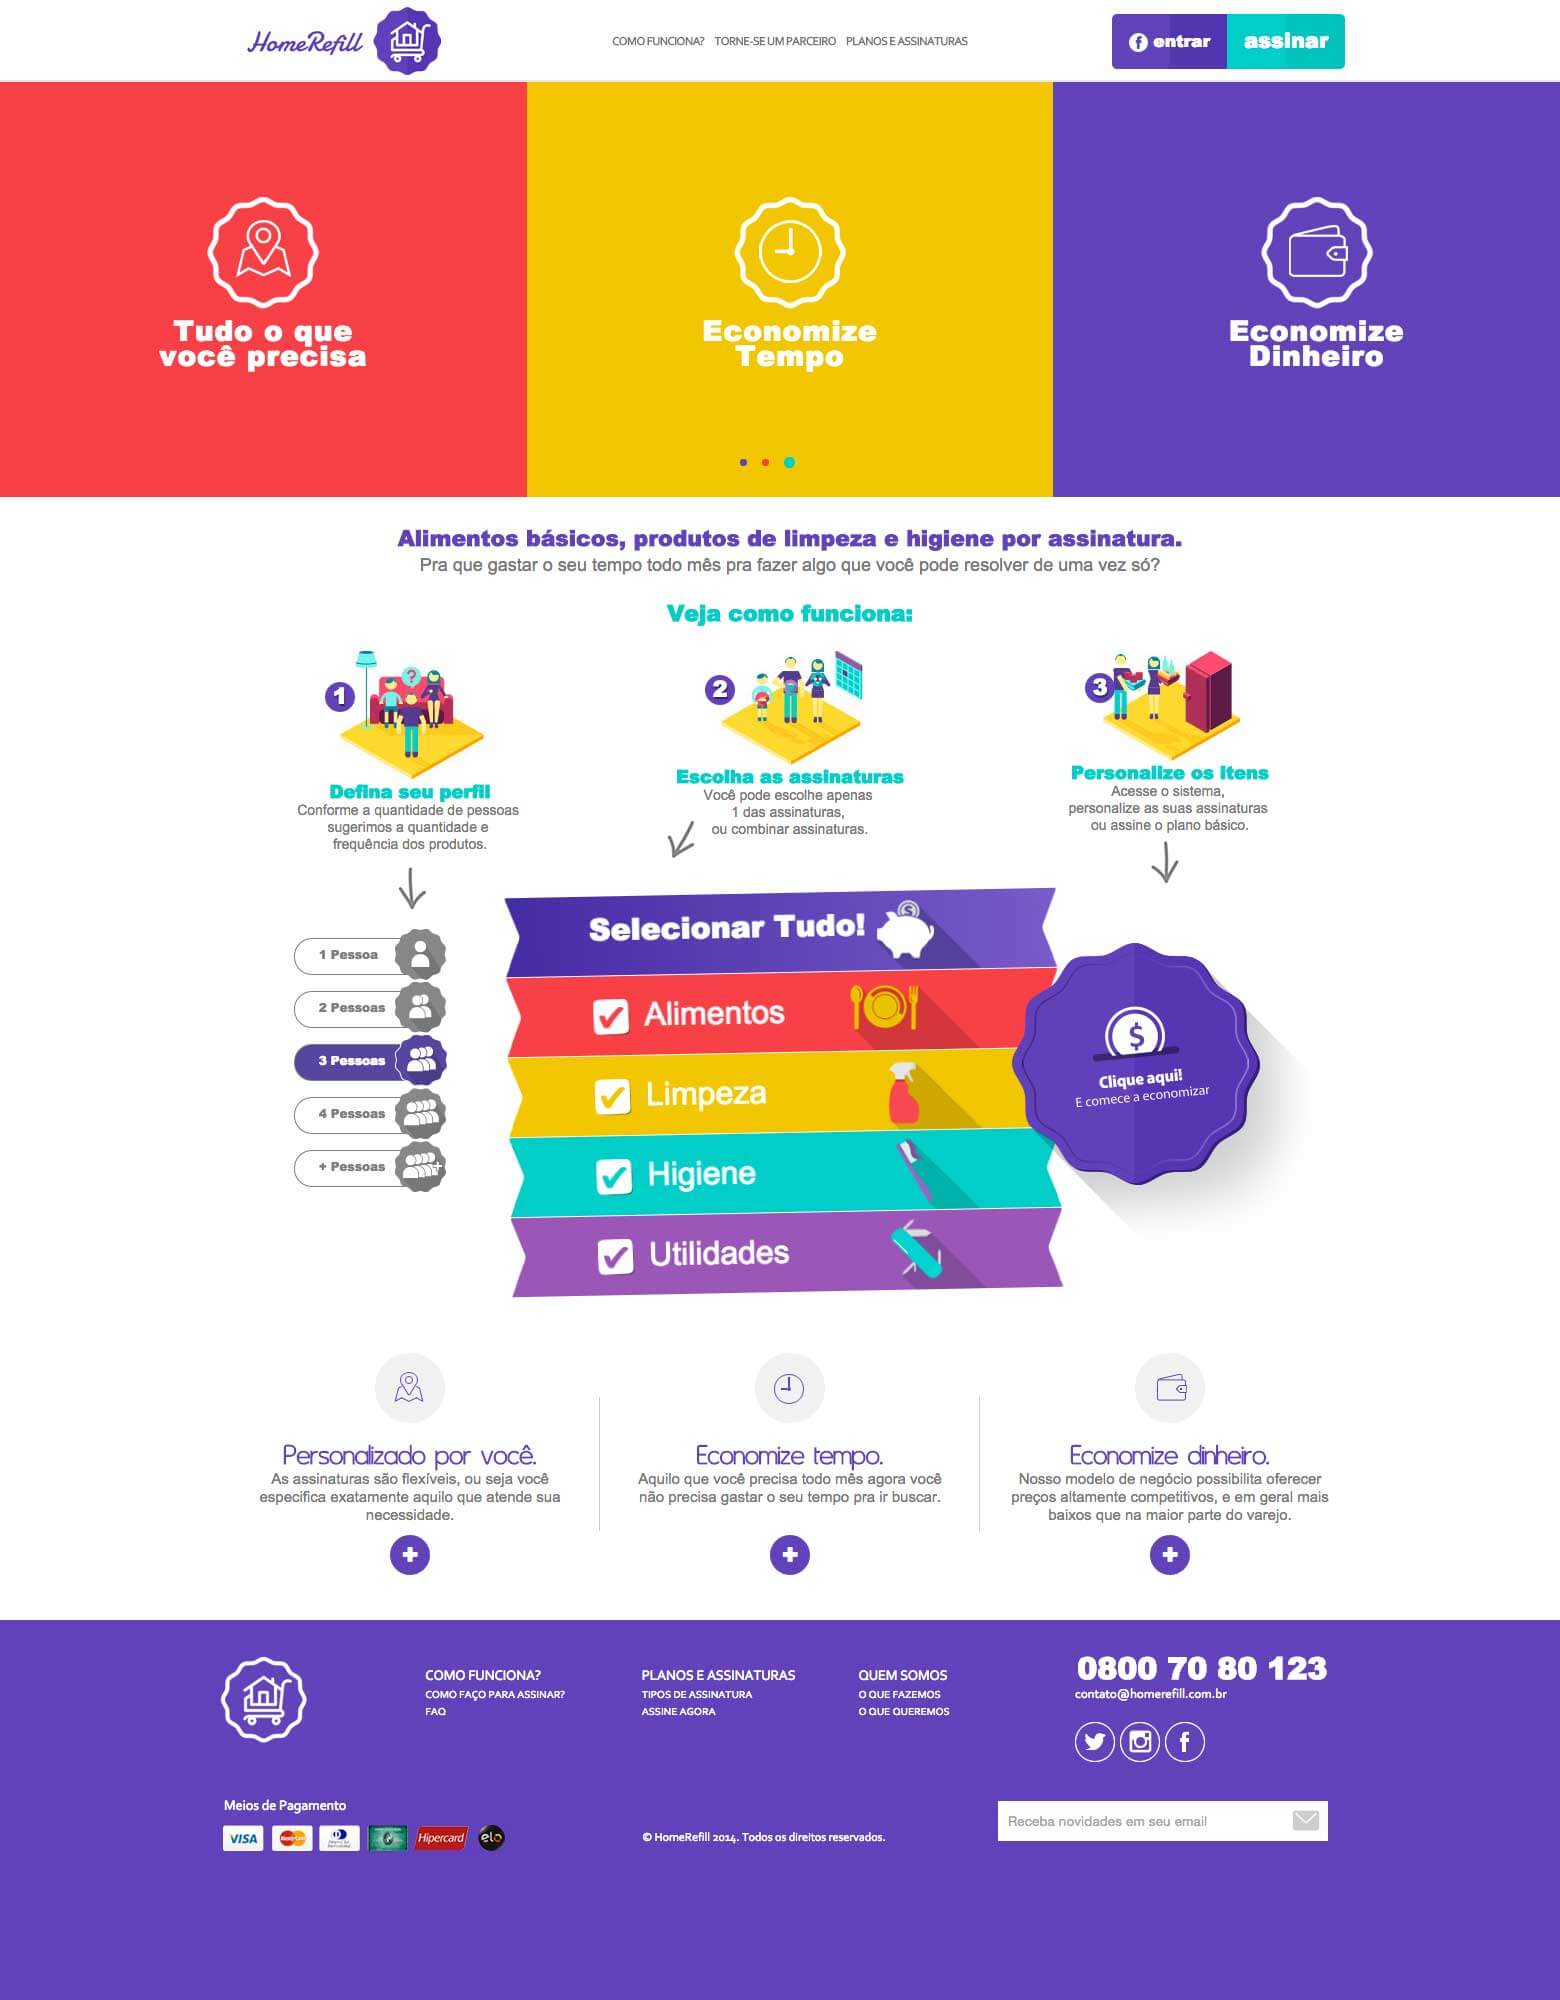 HomeRefill
COMO FUNCIONA? TORNE-SE UM PARCEIRO PLANOS E ASSINATURAS
entrar
assinar
Tudo o que
você precisa
Economize
Tempo
Economize
Dinheiro
Alimentos básicos, produtos de limpeza e higiene por assinatura.
Pra que gastar o seu tempo todo mês pra fazer algo que você pode resolver de uma vez só?
Veja como funciona:
1
Defina seu perfil
Conforme a quantidade de pessoas
sugerimos a quantidade e
frequência dos produtos.
2
Escolha as assinaturas
Você pode escolhe apenas
1 das assinaturas,
ou combinar assinaturas.
3
Personalize os itens
Acesse o sistema,
personalize as suas assinaturas
ou assine o plano básico.
1 Pessoa
2 Pessoas
3 Pessoas
4 Pessoas
+ Pessoas
Selecionar Tudo!
Alimentos
Limpeza
Higiene
Utilidades
$
Clique aqui!
E comece a economizar
Personalizado por você.
As assinaturas são flexíveis, ou seja você
especifica exatamente aquilo que atende sua
necessidade.
Economize tempo.
Aquilo que você precisa todo mês agora você
não precisa gastar o seu tempo pra ir buscar.
Economize dinheiro.
Nosso modelo de negócio possibilita oferecer
preços altamente competitivos, e em geral mais
baixos que na maior parte do varejo.
COMO FUNCIONA?
COMO FAÇO PARA ASSINAR?
FAQ
PLANOS E ASSINATURAS
TIPOS DE ASSINATURA
ASSINE AGORA
QUEM SOMOS
O QUE FAZEMOS
O QUE QUEREMOS
0800 70 80 123
contato@homerefill.com.br
Meios de Pagamento
VISA MasterCard Hipercard elo
© HomeRefill 2014. Todos os direitos reservados.
Receba novidades em seu email